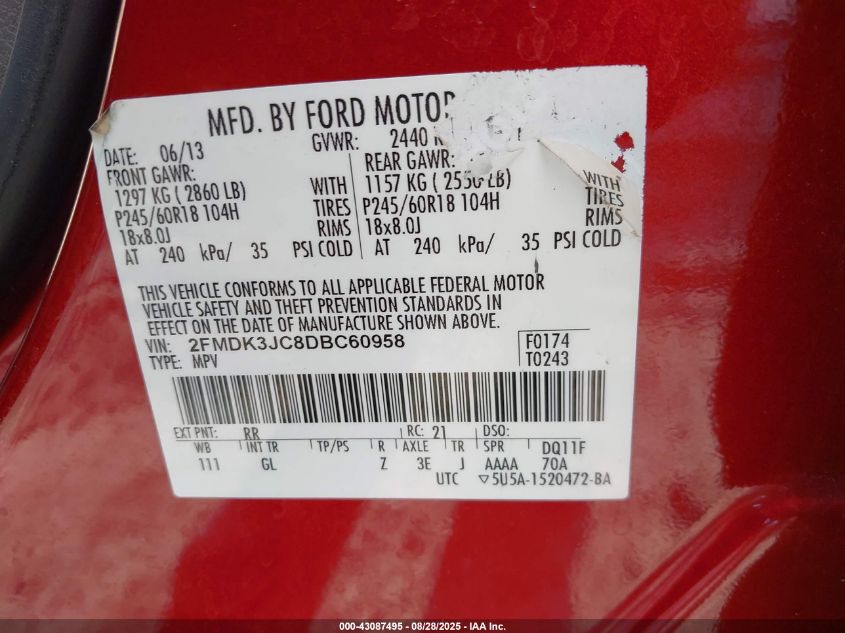 MFD. BY FORD MOTOR
DATE: 06/13 GVWR: 2440
FRONT GAWR: REAR GAWR:
1297 KG ( 2860 LB) WITH 1157 KG ( 2550 LB) WITH
P245/60R18 104H TIRES P245/60R18 104H TIRES
18x8.0J RIMS 18x8.0J RIMS
AT 240 kPa/ 35 PSI COLD AT 240 kPa/ 35 PSI COLD
THIS VEHICLE CONFORMS TO ALL APPLICABLE FEDERAL MOTOR
VEHICLE SAFETY AND THEFT PREVENTION STANDARDS IN
EFFECT ON THE DATE OF MANUFACTURE SHOWN ABOVE.
VIN: 2FMDK3JC8DBC60958 F0174
TYPE: MPV T0243
EXT PNT: RR RC: 21 DSO:
WB INT TR TP/PS R AXLE TR SPR DQ11F
111 GL Z 3E J AAAA 70A
UTC ▽5U5A-1520472-BA
000-43087495 - 08/28/2025 - IAA Inc.